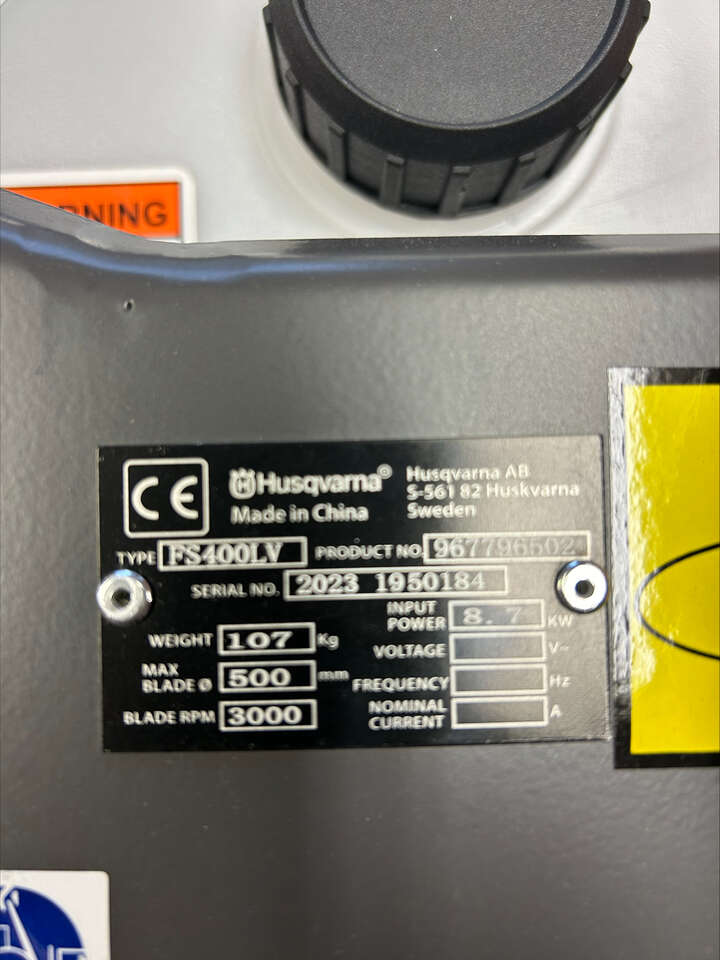 RNING
CE
Husqvarna®
Made in China
Husqvarna AB
S-561 82 Huskvarna
Sweden
TYPE FS400LV PRODUCT NO. 967796502
SERIAL NO. 2023 1950184
WEIGHT 107 Kg
MAX BLADE Ø 500 mm
BLADE RPM 3000
INPUT POWER 8.7 KW
VOLTAGE V~
FREQUENCY Hz
NOMINAL CURRENT A